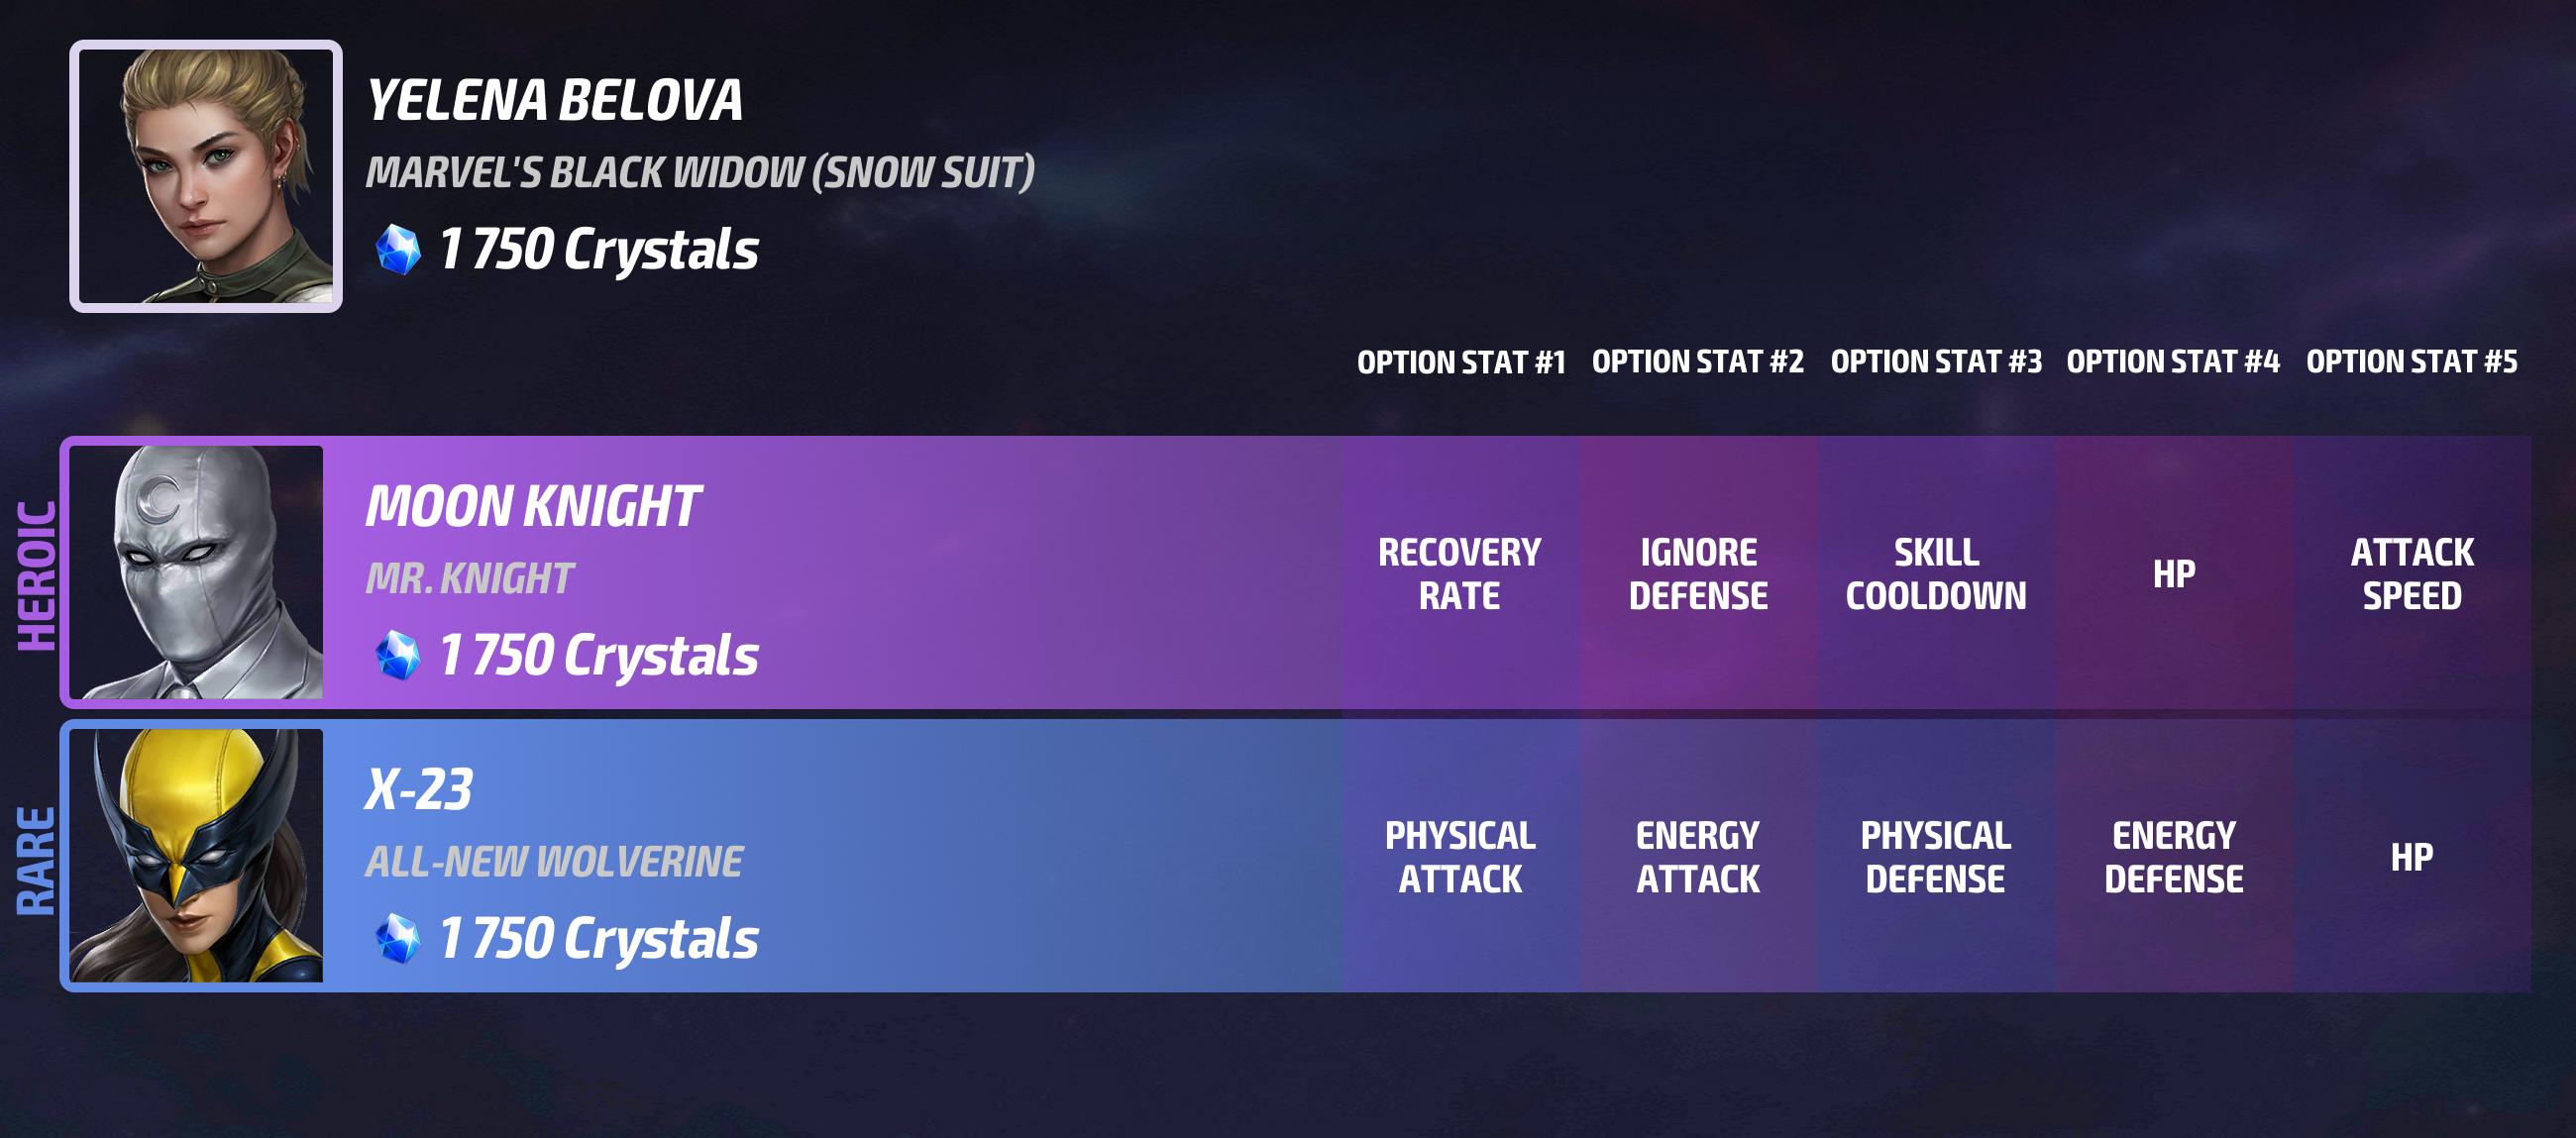 YELENA BELOVA
MARVEL'S BLACK WIDOW (SNOW SUIT)
1 750 Crystals
OPTION STAT #1 OPTION STAT #2 OPTION STAT #3 OPTION STAT #4 OPTION STAT #5
HEROIC
MOON KNIGHT
MR. KNIGHT
1 750 Crystals
RECOVERY
RATE
IGNORE
DEFENSE
SKILL
COOLDOWN
HP
ATTACK
SPEED
RARE
X-23
ALL-NEW WOLVERINE
1 750 Crystals
PHYSICAL
ATTACK
ENERGY
ATTACK
PHYSICAL
DEFENSE
ENERGY
DEFENSE
HP